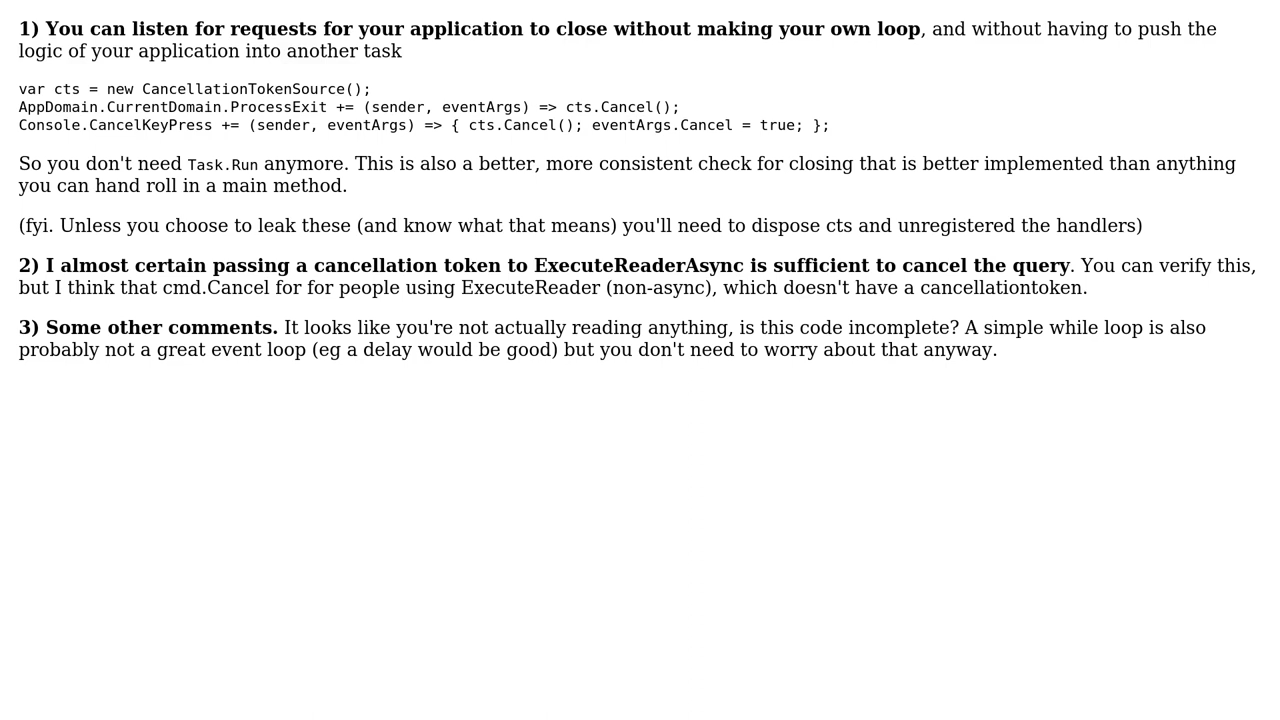 1) You can listen for requests for your application to close without making your own loop, and without having to push the
logic of your application into another task
var cts = new CancellationTokenSource();
AppDomain.CurrentDomain.ProcessExit += (sender, eventArgs) => cts.Cancel();
Console.CancelKeyPress += (sender, eventArgs) => { cts.Cancel(); eventArgs.Cancel = true; };
So you don't need Task.Run anymore. This is also a better, more consistent check for closing that is better implemented than anything
you can hand roll in a main method.
(fyi. Unless you choose to leak these (and know what that means) you'll need to dispose cts and unregistered the handlers)
2) I almost certain passing a cancellation token to ExecuteReaderAsync is sufficient to cancel the query. You can verify this,
but I think that cmd.Cancel for for people using ExecuteReader (non-async), which doesn't have a cancellationtoken.
3) Some other comments. It looks like you're not actually reading anything, is this code incomplete? A simple while loop is also
probably not a great event loop (eg a delay would be good) but you don't need to worry about that anyway.